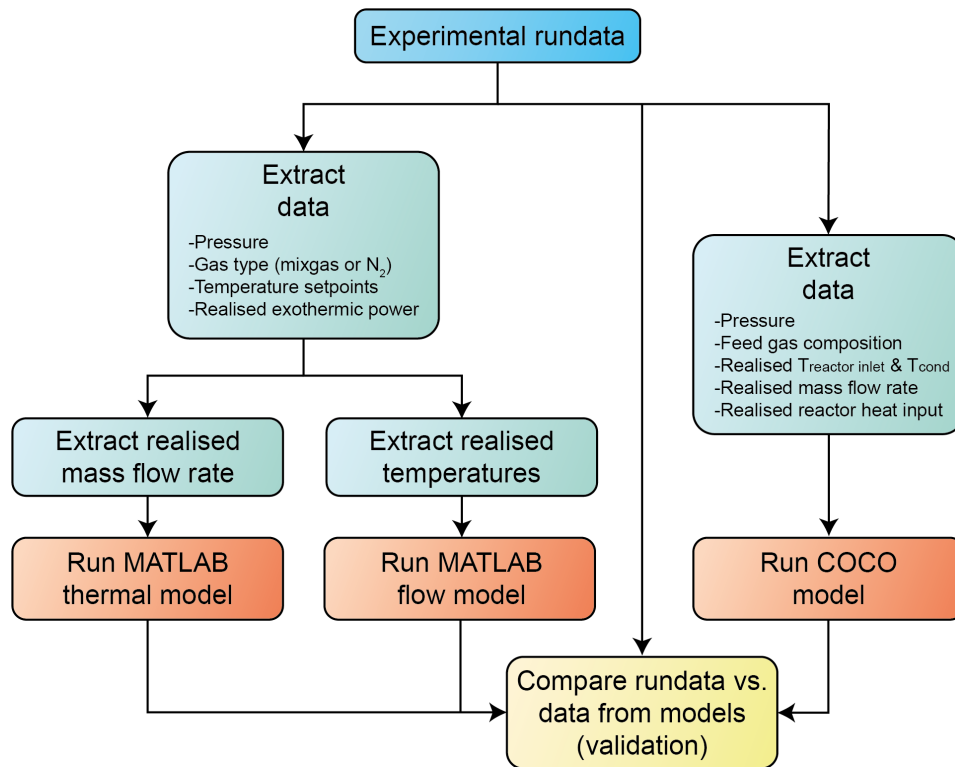 Experimental rundata
Extract
data
-Pressure
-Gas type (mixgas or N₂)
-Temperature setpoints
-Realised exothermic power
Extract
data
-Pressure
-Feed gas composition
-Realised Treactor inlet & Tcond
-Realised mass flow rate
-Realised reactor heat input
Extract realised
mass flow rate
Extract realised
temperatures
Run MATLAB
thermal model
Run MATLAB
flow model
Run COCO
model
Compare rundata vs.
data from models
(validation)